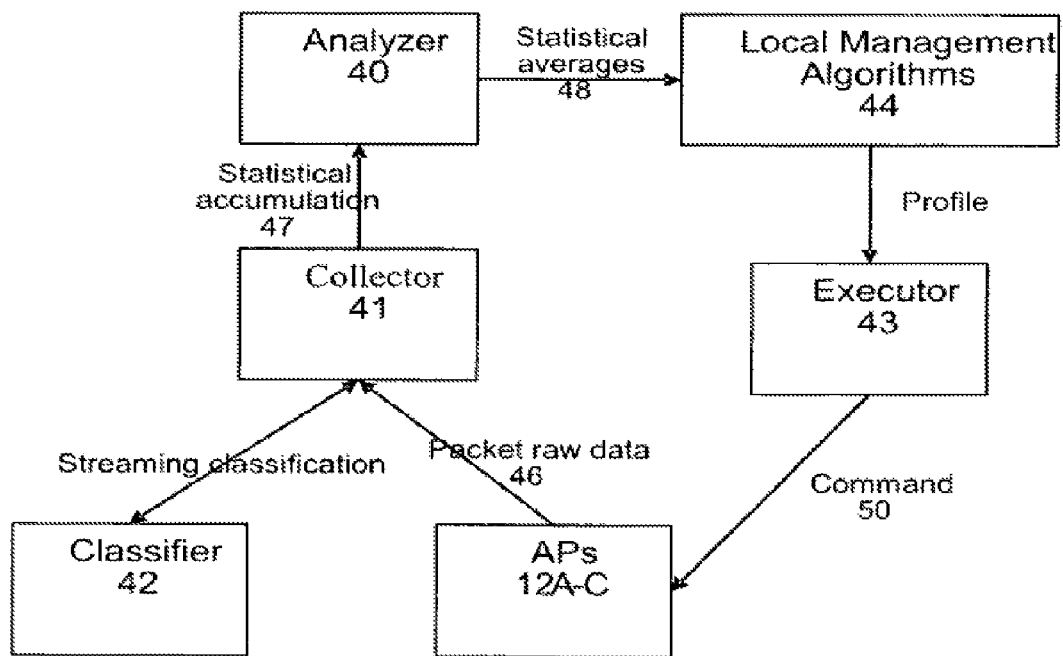 Analyzer
40
Statistical
averages
48
Local Management
Algorithms
44
Statistical
accumulation
47
Profile
Collector
41
Executor
43
Streaming classification
Packet raw data
46
Command
50
Classifier
42
APs
12A-C